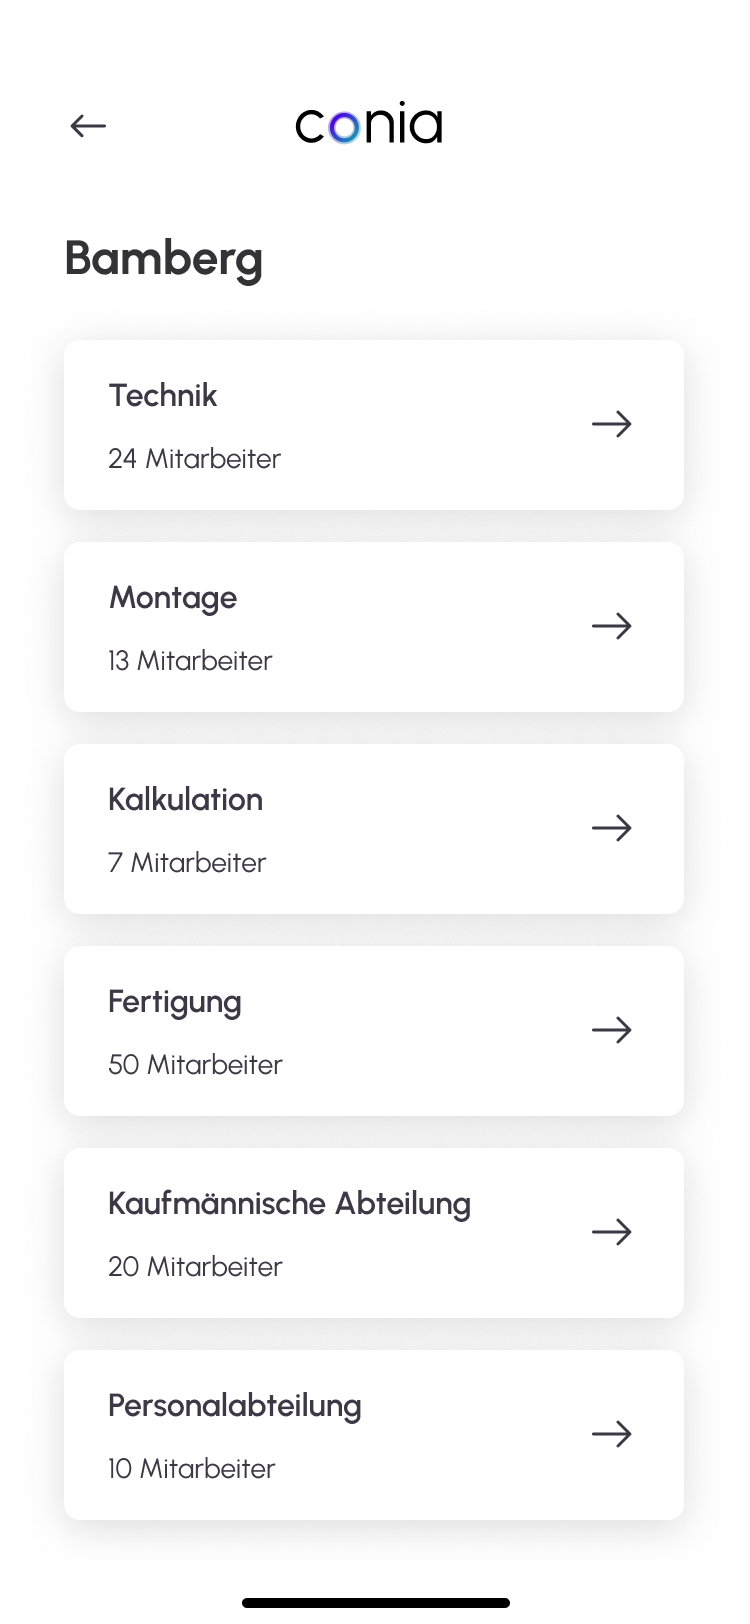 conia
Bamberg
Technik
24 Mitarbeiter
Montage
13 Mitarbeiter
Kalkulation
7 Mitarbeiter
Fertigung
50 Mitarbeiter
Kaufmännische Abteilung
20 Mitarbeiter
Personalabteilung
10 Mitarbeiter